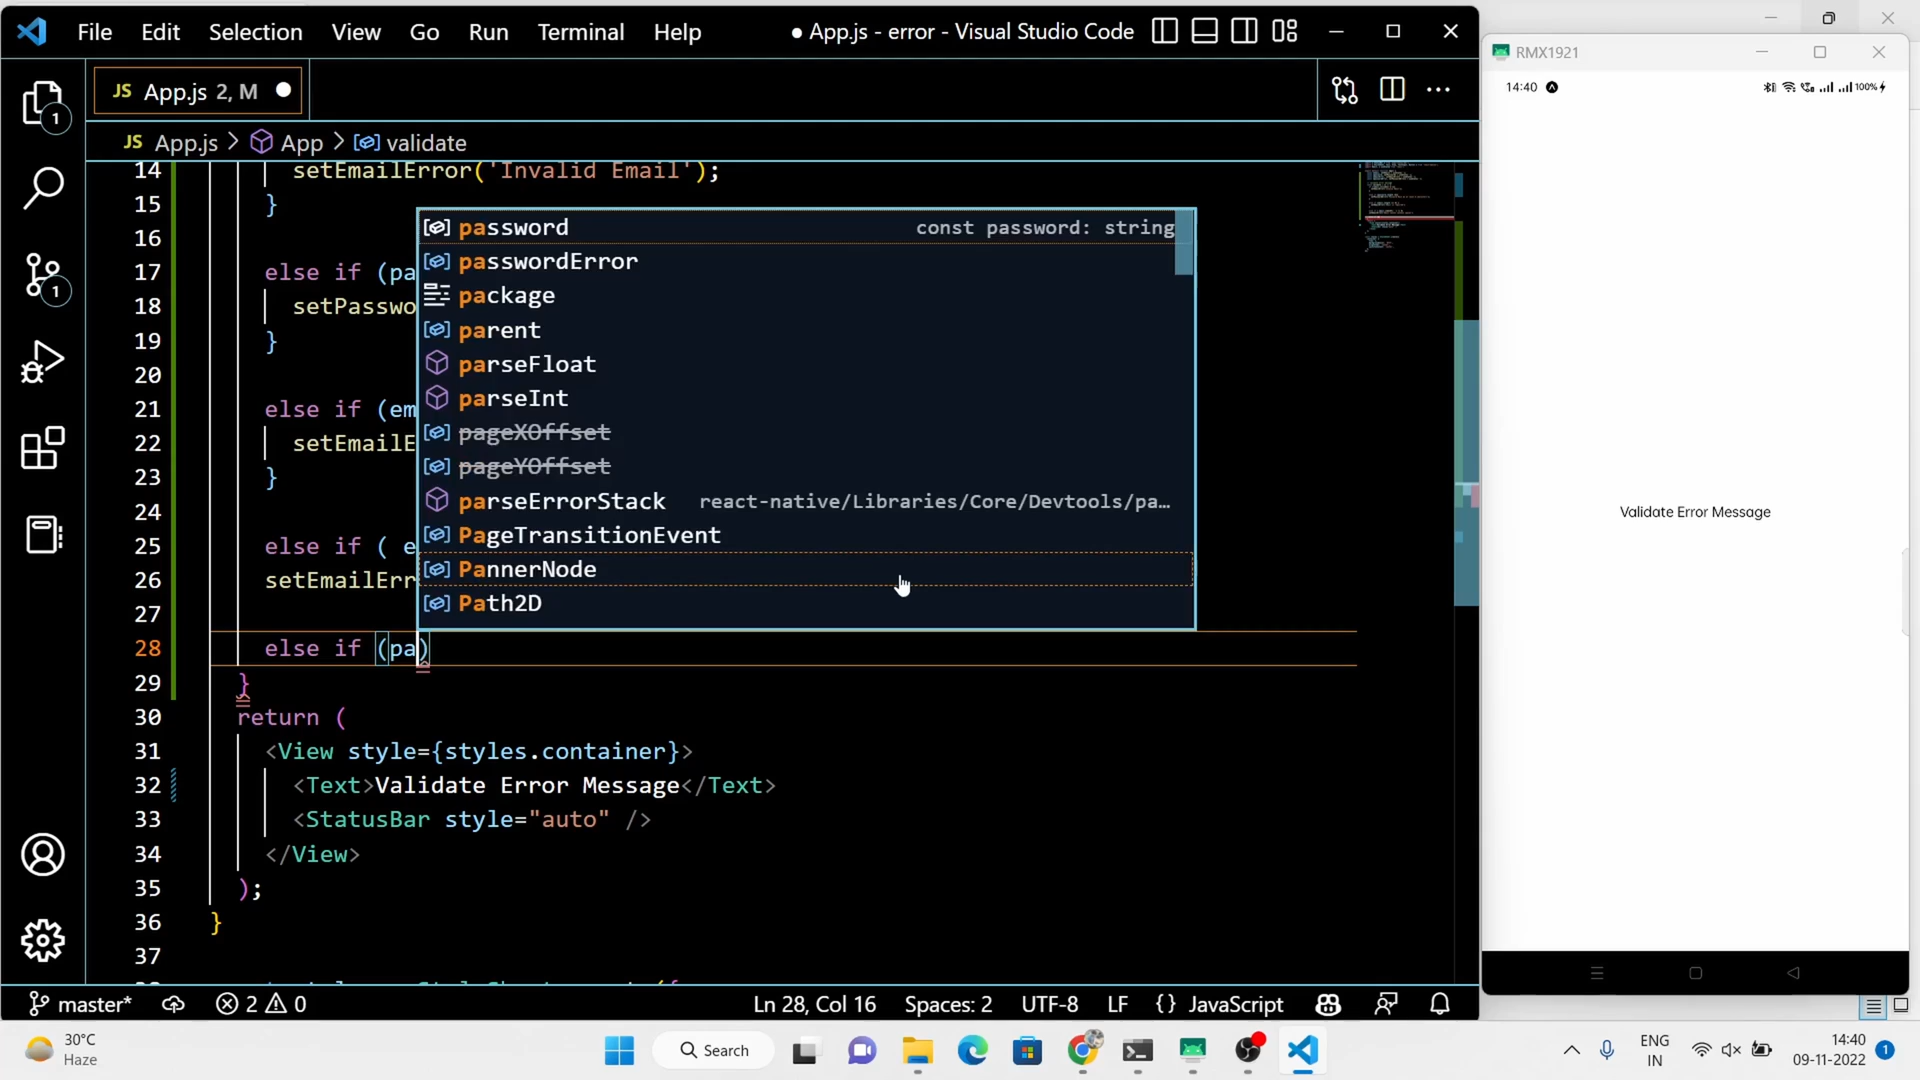 File Edit Selection View Go Run Terminal Help
● App.js - error - Visual Studio Code
JS App.js 2, M
JS App.js > App > validate
14 setEmailError('Invalid Email');
15 }
16
17 else if (pa
18 setPasswo
19 }
20
21 else if (em
22 setEmailE
23 }
24
25 else if ( e
26 setEmailErr
27
28 else if (pa)
29 }
30 return (
31 <View style={styles.container}>
32 <Text>Validate Error Message</Text>
33 <StatusBar style="auto" />
34 </View>
35 );
36 }
37
password const password: string
passwordError
package
parent
parseFloat
parseInt
pageXOffset
pageYOffset
parseErrorStack react-native/Libraries/Core/Devtools/pa…
PageTransitionEvent
PannerNode
Path2D
1
1
master* 2 0 Ln 28, Col 16 Spaces: 2 UTF-8 LF {} JavaScript
RMX1921
14:40 100%
Validate Error Message
30°C
Haze
Search
ENG
IN
14:40
09-11-2022
1